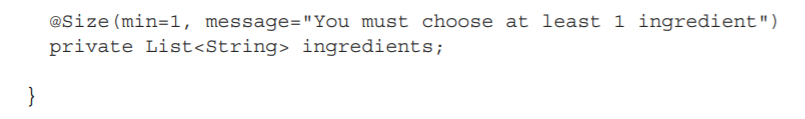 @Size(min=1, message="You must choose at least 1 ingredient")
private List<String> ingredients;
}